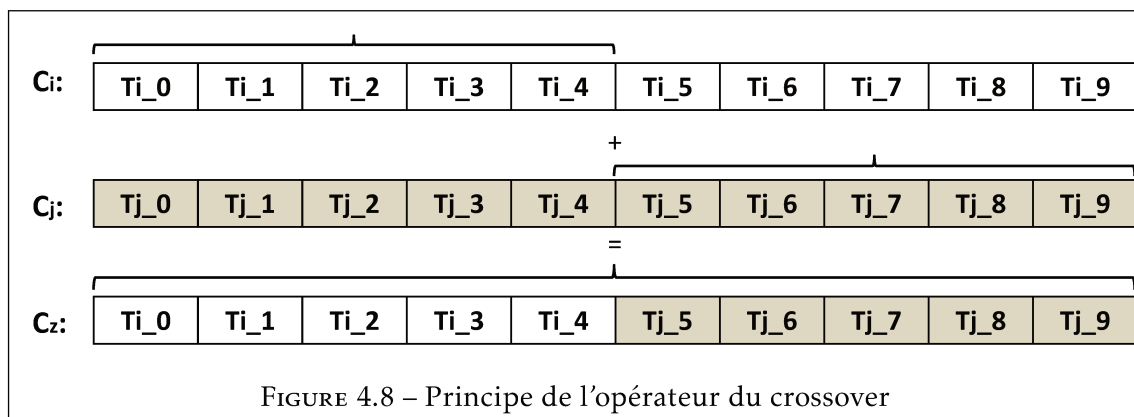 Ci: Ti_0 Ti_1 Ti_2 Ti_3 Ti_4 Ti_5 Ti_6 Ti_7 Ti_8 Ti_9
+
Cj: Tj_0 Tj_1 Tj_2 Tj_3 Tj_4 Tj_5 Tj_6 Tj_7 Tj_8 Tj_9
=
Cz: Ti_0 Ti_1 Ti_2 Ti_3 Ti_4 Tj_5 Tj_6 Tj_7 Tj_8 Tj_9
FIGURE 4.8 – Principe de l'opérateur du crossover